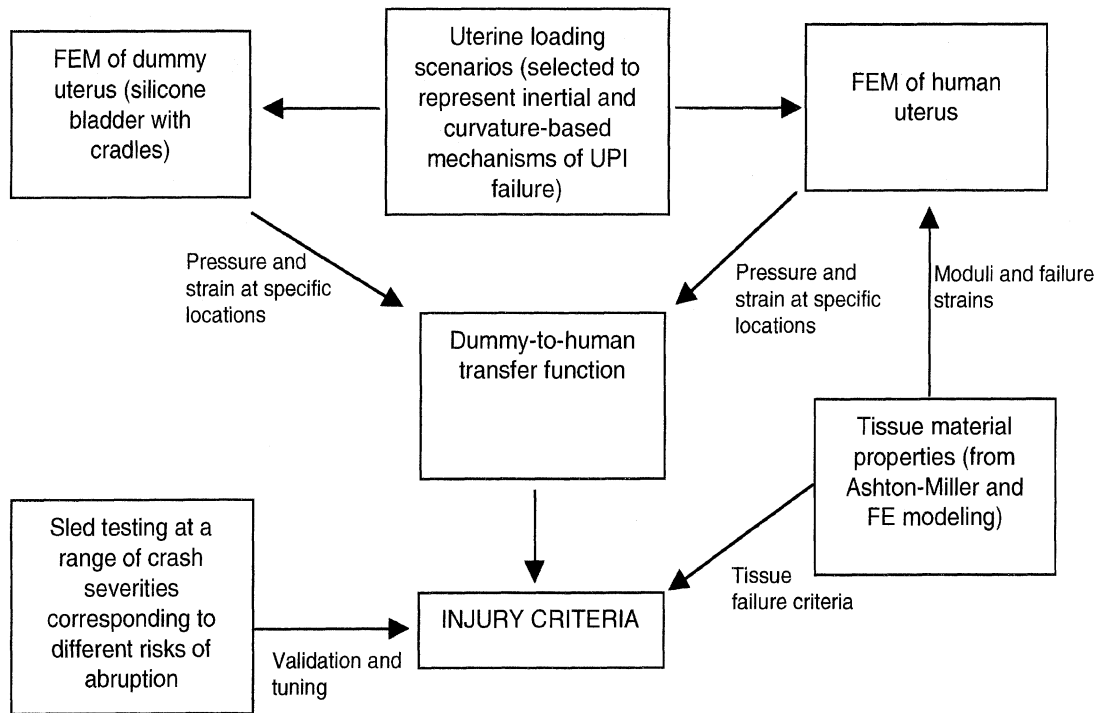 FEM of dummy
uterus (silicone
bladder with
cradles)
Uterine loading
scenarios (selected to
represent inertial and
curvature-based
mechanisms of UPI
failure)
FEM of human
uterus
Pressure and
strain at specific
locations
Pressure and
strain at specific
locations
Moduli and failure
strains
Dummy-to-human
transfer function
Tissue material
properties (from
Ashton-Miller and
FE modeling)
Sled testing at a
range of crash
severities
corresponding to
different risks of
abruption
Tissue
failure criteria
INJURY CRITERIA
Validation and
tuning